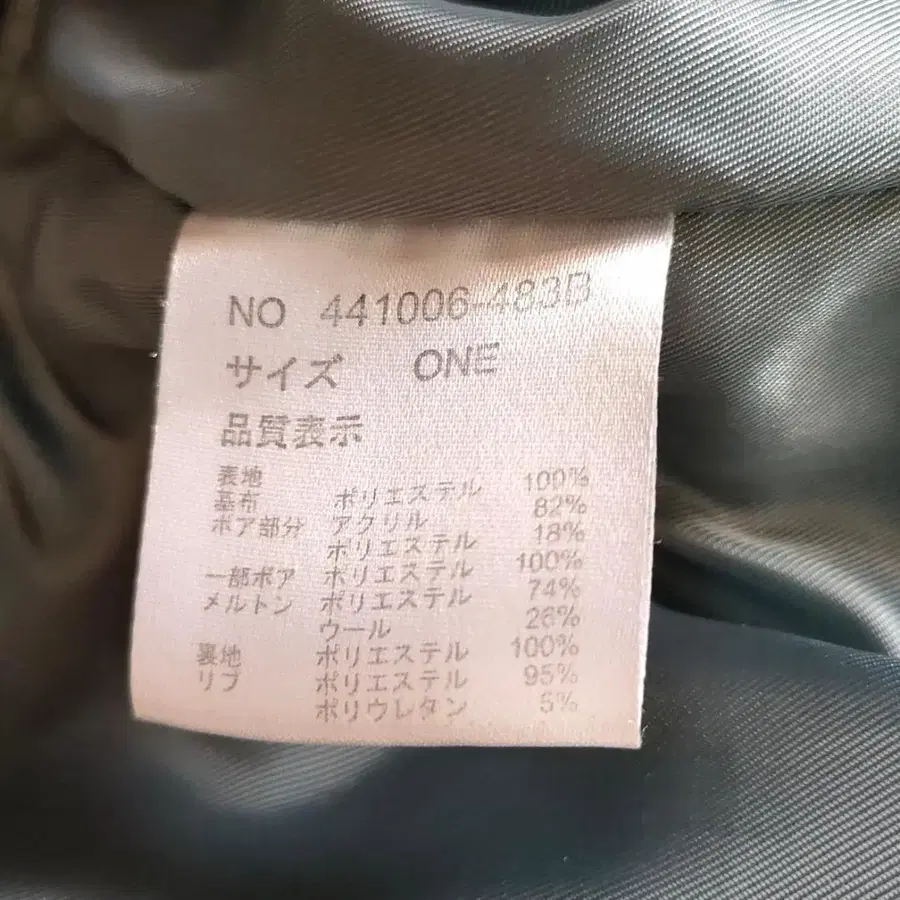 NO 441006-483B
サイズ ONE
品質表示
表地
基布 ポリエステル 100%
ボア部分 アクリル 82%
ポリエステル 18%
一部ボア ポリエステル 100%
メルトン ポリエステル 74%
ウール 26%
裏地 ポリエステル 100%
リブ ポリエステル 95%
ポリウレタン 5%